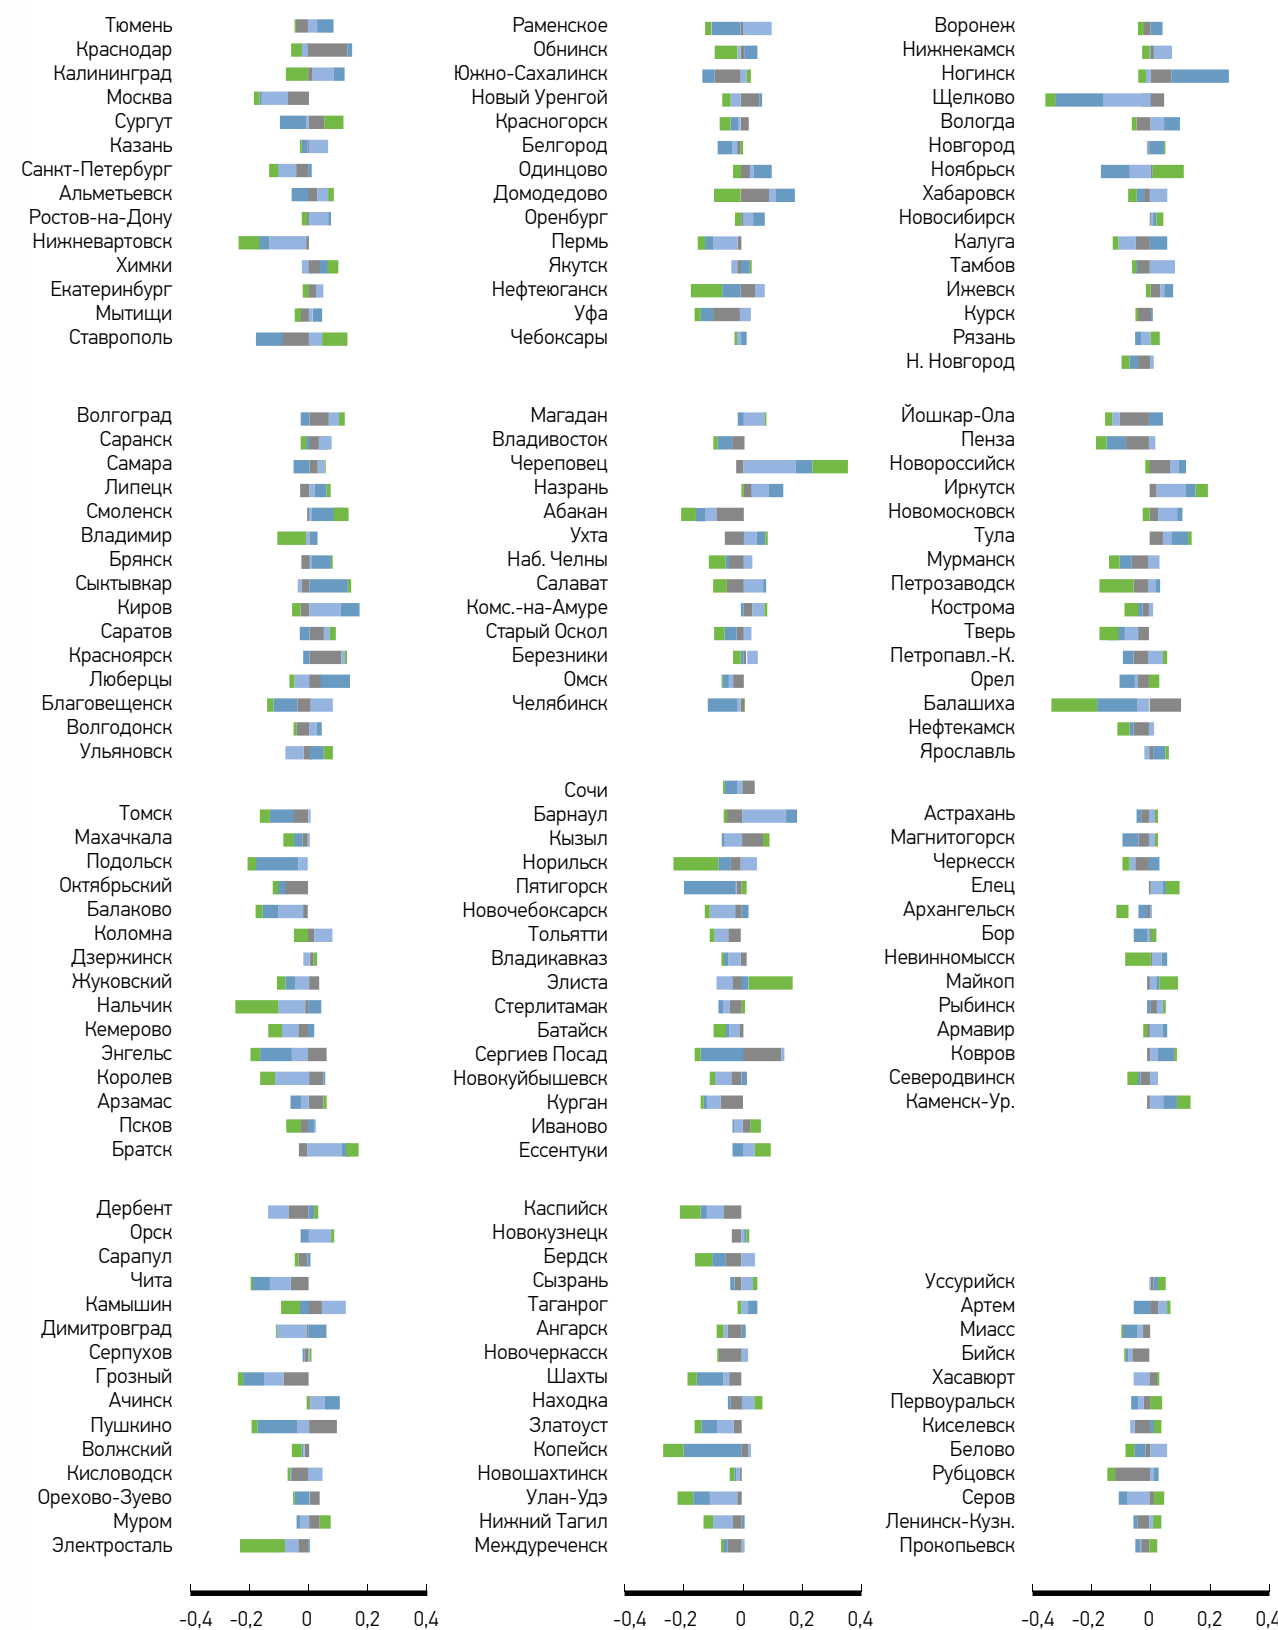 Тюмень
Краснодар
Калининград
Москва
Сургут
Казань
Санкт-Петербург
Альметьевск
Ростов-на-Дону
Нижневартовск
Химки
Екатеринбург
Мытищи
Ставрополь
Раменское
Обнинск
Южно-Сахалинск
Новый Уренгой
Красногорск
Белгород
Одинцово
Домодедово
Оренбург
Пермь
Якутск
Нефтеюганск
Уфа
Чебоксары
Воронеж
Нижнекамск
Ногинск
Щелково
Вологда
Новгород
Ноябрьск
Хабаровск
Новосибирск
Калуга
Тамбов
Ижевск
Курск
Рязань
Н. Новгород
Волгоград
Саранск
Самара
Липецк
Смоленск
Владимир
Брянск
Сыктывкар
Киров
Саратов
Красноярск
Люберцы
Благовещенск
Волгодонск
Ульяновск
Магадан
Владивосток
Череповец
Назрань
Абакан
Ухта
Наб. Челны
Салават
Комс.-на-Амуре
Старый Оскол
Березники
Омск
Челябинск
Йошкар-Ола
Пенза
Новороссийск
Иркутск
Новомосковск
Тула
Мурманск
Петрозаводск
Кострома
Тверь
Петропавл.-К.
Орел
Балашиха
Нефтекамск
Ярославль
Томск
Махачкала
Подольск
Октябрьский
Балаково
Коломна
Дзержинск
Жуковский
Нальчик
Кемерово
Энгельс
Королев
Арзамас
Псков
Братск
Сочи
Барнаул
Кызыл
Норильск
Пятигорск
Новочебоксарск
Тольятти
Владикавказ
Элиста
Стерлитамак
Батайск
Сергиев Посад
Новокуйбышевск
Курган
Иваново
Ессентуки
Астрахань
Магнитогорск
Черкесск
Елец
Архангельск
Бор
Невинномысск
Майкоп
Рыбинск
Армавир
Ковров
Северодвинск
Каменск-Ур.
Дербент
Орск
Сарапул
Чита
Камышин
Димитровград
Серпухов
Грозный
Ачинск
Пушкино
Волжский
Кисловодск
Орехово-Зуево
Муром
Электросталь
Каспийск
Новокузнецк
Бердск
Сызрань
Таганрог
Ангарск
Новочеркасск
Шахты
Находка
Златоуст
Копейск
Новошахтинск
Улан-Удэ
Нижний Тагил
Междуреченск
Уссурийск
Артем
Миасс
Бийск
Хасавюрт
Первоуральск
Киселевск
Белово
Рубцовск
Серов
Ленинск-Кузн.
Прокопьевск
-0,4 -0,2 0 0,2 0,4
-0,4 -0,2 0 0,2 0,4
-0,4 -0,2 0 0,2 0,4